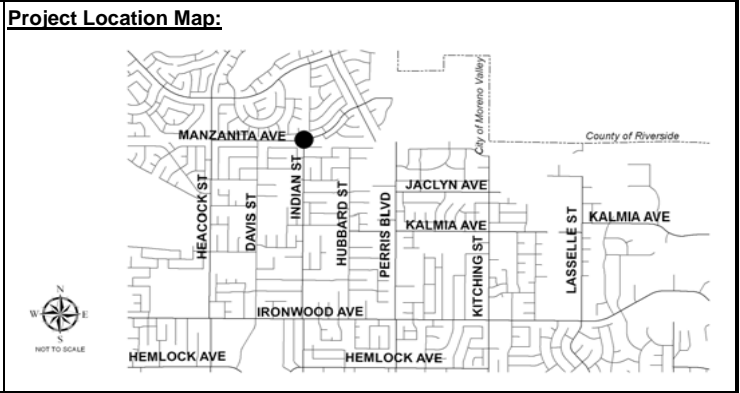 Project Location Map:
City of Moreno Valley
County of Riverside
MANZANITA AVE
INDIAN ST
JACLYN AVE
HEACOCK ST
DAVIS ST
HUBBARD ST
PERRIS BLVD
KALMIA AVE
KITCHING ST
LASSELLE ST
KALMIA AVE
IRONWOOD AVE
N
W
E
S
NOT TO SCALE
HEMLOCK AVE
HEMLOCK AVE